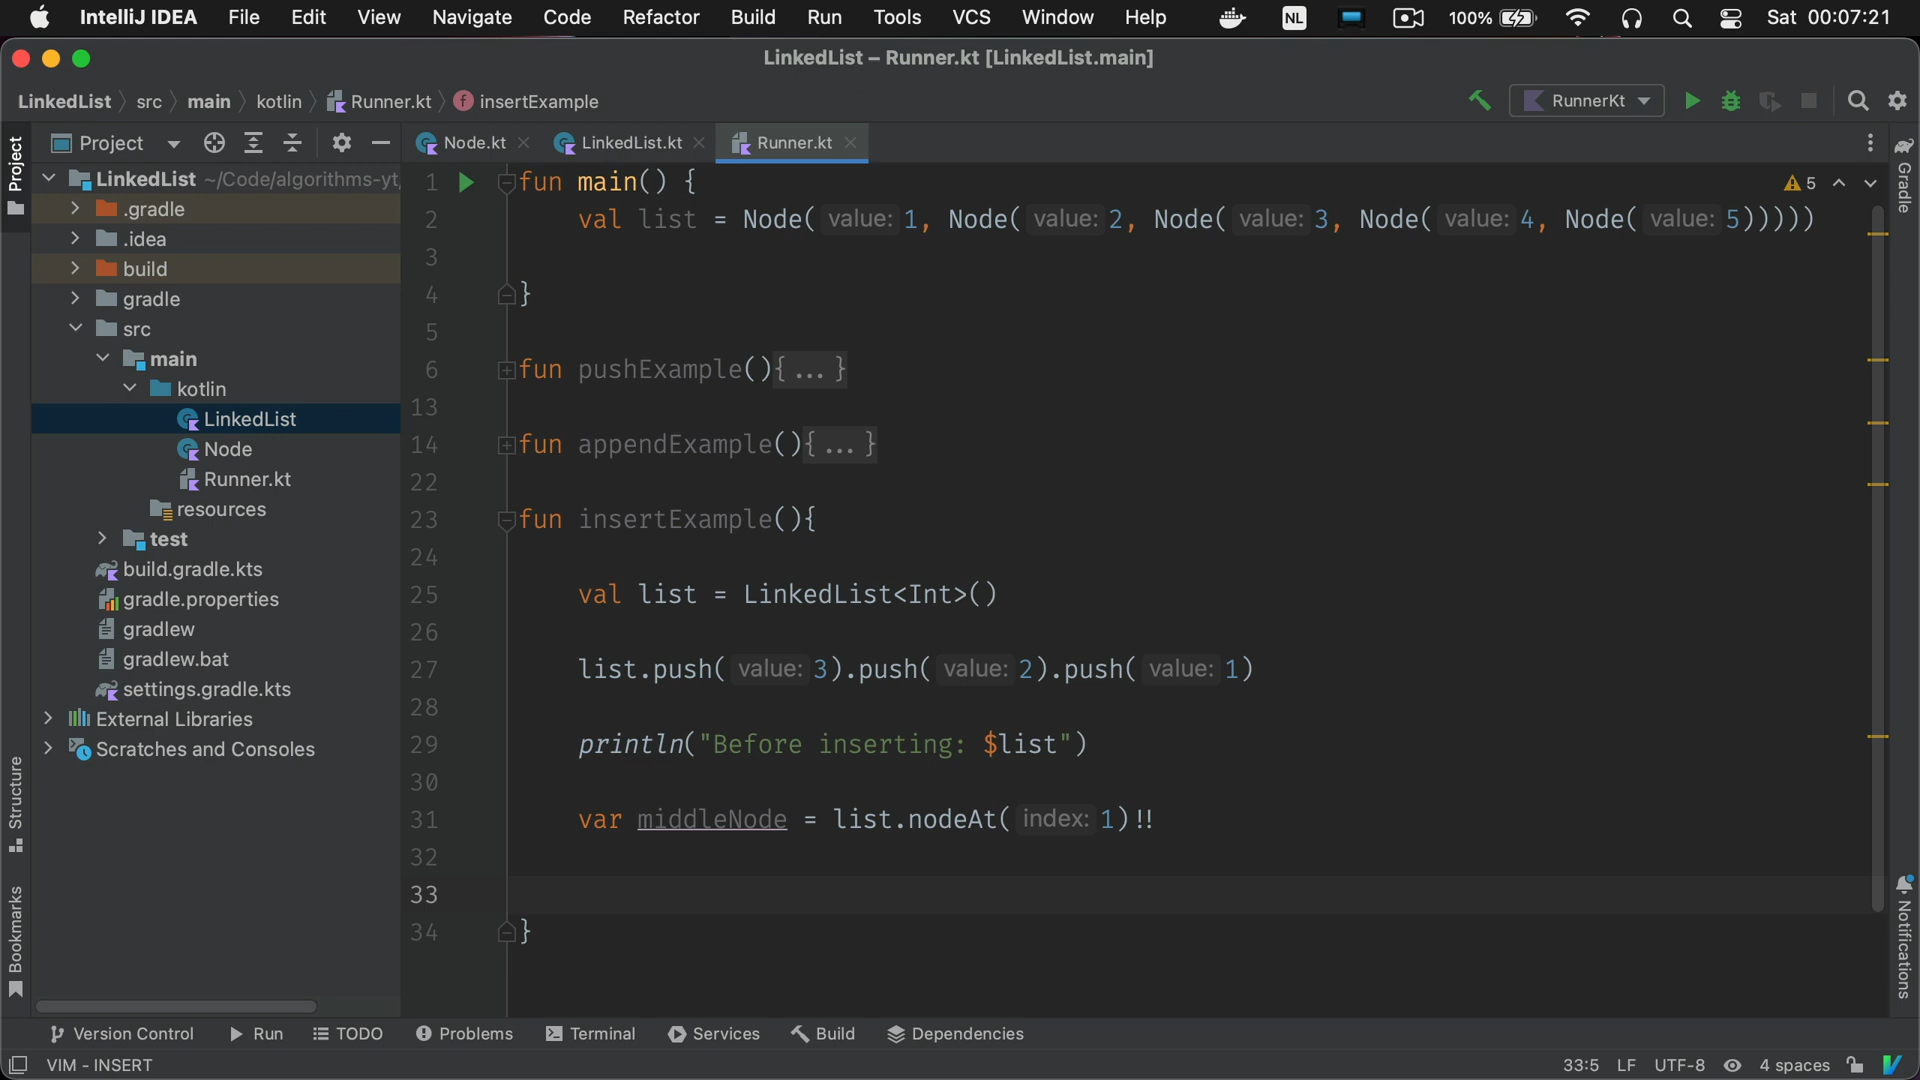 IntelliJ IDEA File Edit View Navigate Code Refactor Build Run Tools VCS Window Help NL 100% Sat 00:07:21
LinkedList – Runner.kt [LinkedList.main]
LinkedList src main kotlin Runner.kt insertExample RunnerKt
Project Project Node.kt LinkedList.kt Runner.kt Gradle
LinkedList ~/Code/algorithms-yt
.gradle
.idea
build
gradle
src
main
kotlin
LinkedList
Node
Runner.kt
resources
test
build.gradle.kts
gradle.properties
gradlew
gradlew.bat
settings.gradle.kts
External Libraries
Scratches and Consoles
1 fun main() { 5
2 val list = Node( value: 1, Node( value: 2, Node( value: 3, Node( value: 4, Node( value: 5)))))
3
4 }
5
6 fun pushExample(){...}
13
14 fun appendExample(){...}
22
23 fun insertExample(){
24
25 val list = LinkedList<Int>()
26
27 list.push( value: 3).push( value: 2).push( value: 1)
28
29 println("Before inserting: $list")
30
31 var middleNode = list.nodeAt( index: 1)!!
32
33
34 }
Structure
Bookmarks
Notifications
Version Control Run TODO Problems Terminal Services Build Dependencies
VIM - INSERT 33:5 LF UTF-8 4 spaces